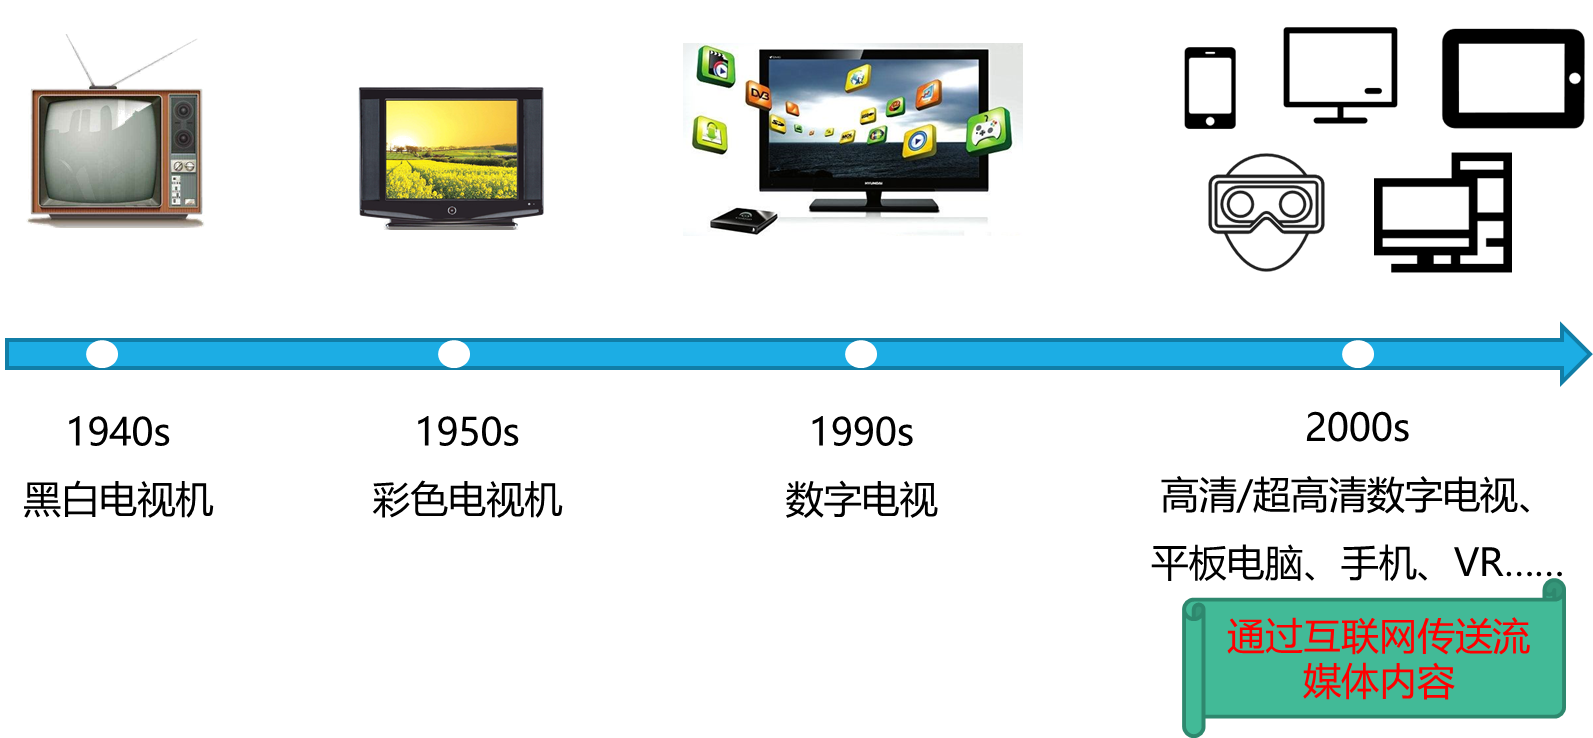 DV3
HYUNDAI
1940s
黑白电视机
1950s
彩色电视机
1990s
数字电视
2000s
高清/超高清数字电视、
平板电脑、手机、VR……
通过互联网传送流
媒体内容